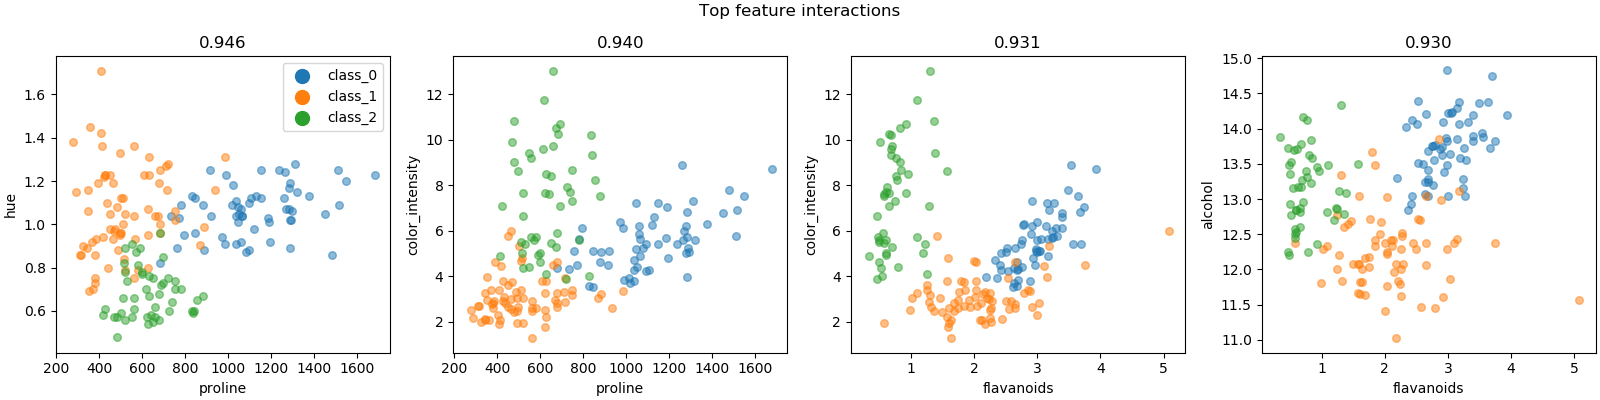 Top feature interactions
0.946
hue
1.6
1.4
1.2
1.0
0.8
0.6
class_0
class_1
class_2
200 400 600 800 1000 1200 1400 1600
proline
0.940
color_intensity
12
10
8
6
4
2
200 400 600 800 1000 1200 1400 1600
proline
0.931
color_intensity
12
10
8
6
4
2
1 2 3 4 5
flavanoids
0.930
alcohol
15.0
14.5
14.0
13.5
13.0
12.5
12.0
11.5
11.0
1 2 3 4 5
flavanoids